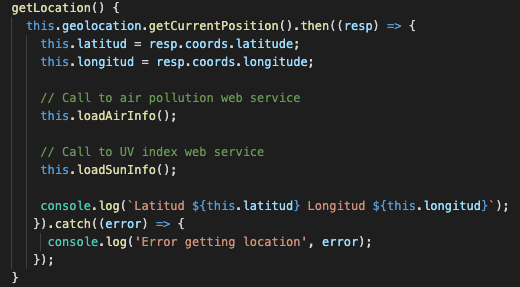 getLocation() {
  this.geolocation.getCurrentPosition().then((resp) => {
    this.latitud = resp.coords.latitude;
    this.longitud = resp.coords.longitude;

    // Call to air pollution web service
    this.loadAirInfo();

    // Call to UV index web service
    this.loadSunInfo();

    console.log(`Latitud ${this.latitud} Longitud ${this.longitud}`);
   }).catch((error) => {
     console.log('Error getting location', error);
   });
}